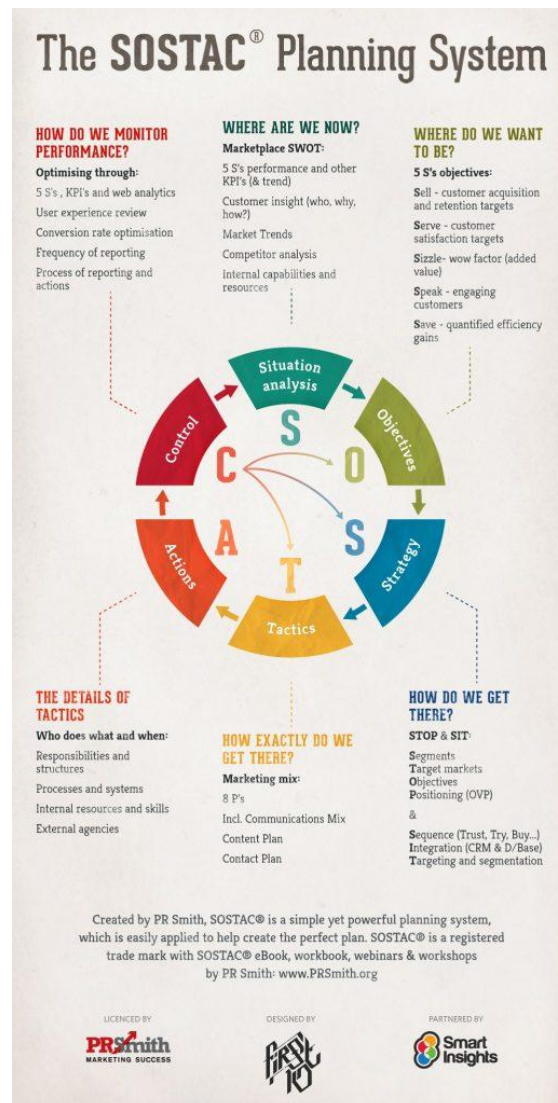 The SOSTAC® Planning System
HOW DO WE MONITOR
PERFORMANCE?
Optimising through:
5 S's , KPI's and web analytics
User experience review
Conversion rate optimisation
Frequency of reporting
Process of reporting and
actions
WHERE ARE WE NOW?
Marketplace SWOT:
5 S's performance and other
KPI's (& trend)
Customer insight (who, why,
how?)
Market Trends
Competitor analysis
Internal capabilities and
resources
WHERE DO WE WANT
TO BE?
5 S's objectives:
Sell - customer acquisition
and retention targets
Serve - customer
satisfaction targets
Sizzle- wow factor (added
value)
Speak - engaging
customers
Save - quantified efficiency
gains
Situation
analysis
Objectives
Strategy
Tactics
Actions
Control
S
O
S
T
A
C
THE DETAILS OF
TACTICS
Who does what and when:
Responsibilities and
structures
Processes and systems
Internal resources and skills
External agencies
HOW EXACTLY DO WE
GET THERE?
Marketing mix:
8 P's
Incl. Communications Mix
Content Plan
Contact Plan
HOW DO WE GET
THERE?
STOP & SIT:
Segments
Target markets
Objectives
Positioning (OVP)
&
Sequence (Trust, Try, Buy...)
Integration (CRM & D/Base)
Targeting and segmentation
Created by PR Smith, SOSTAC® is a simple yet powerful planning system,
which is easily applied to help create the perfect plan. SOSTAC® is a registered
trade mark with SOSTAC® eBook, workbook, webinars & workshops
by PR Smith: www.PRSmith.org
LICENCED BY
PRSmith
MARKETING SUCCESS
DESIGNED BY
first
10
PARTNERED BY
Smart
Insights